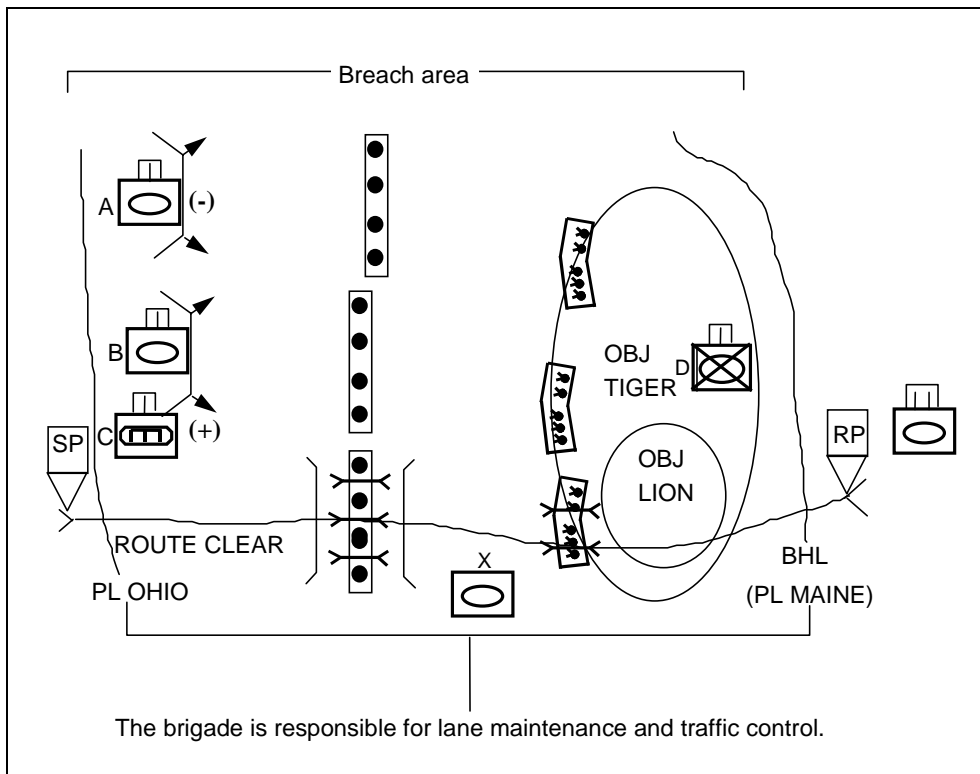 Breach area
A
(-)
B
C
(+)
SP
ROUTE CLEAR
PL OHIO
X
OBJ
TIGER
D
OBJ
LION
RP
BHL
(PL MAINE)
The brigade is responsible for lane maintenance and traffic control.